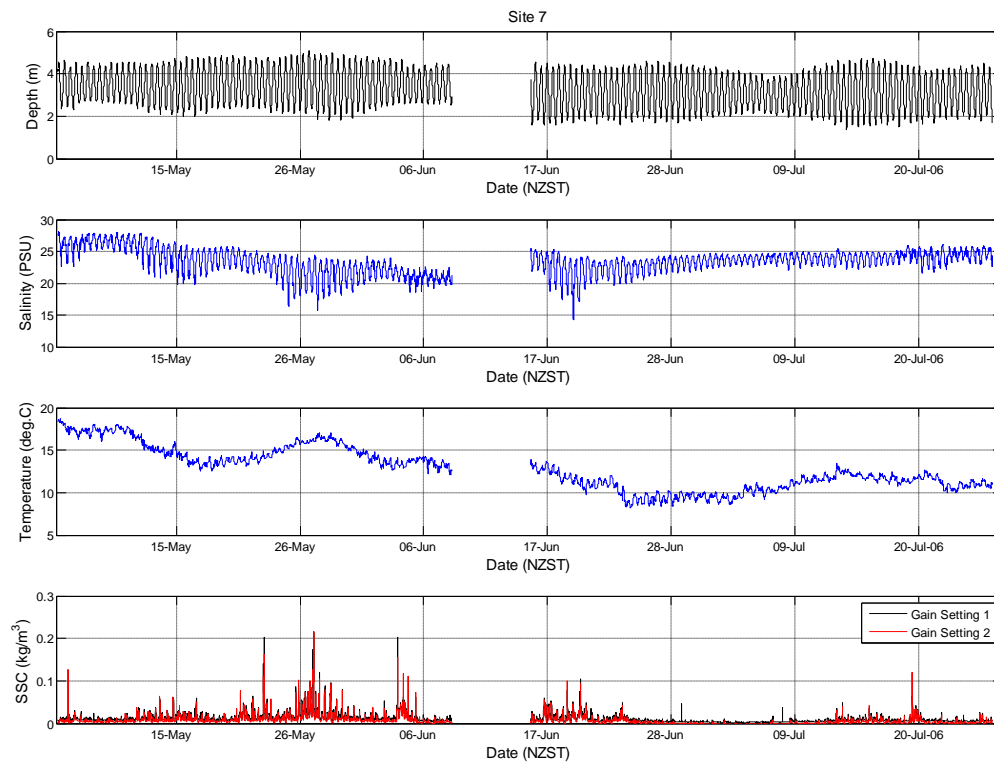 Site 7
6
4
2
0
Depth (m)
15-May 26-May 06-Jun 17-Jun 28-Jun 09-Jul 20-Jul-06
Date (NZST)
30
25
20
15
10
Salinity (PSU)
15-May 26-May 06-Jun 17-Jun 28-Jun 09-Jul 20-Jul-06
Date (NZST)
20
15
10
5
Temperature (deg.C)
15-May 26-May 06-Jun 17-Jun 28-Jun 09-Jul 20-Jul-06
Date (NZST)
0.3
0.2
0.1
0
SSC (kg/m³)
Gain Setting 1
Gain Setting 2
15-May 26-May 06-Jun 17-Jun 28-Jun 09-Jul 20-Jul-06
Date (NZST)